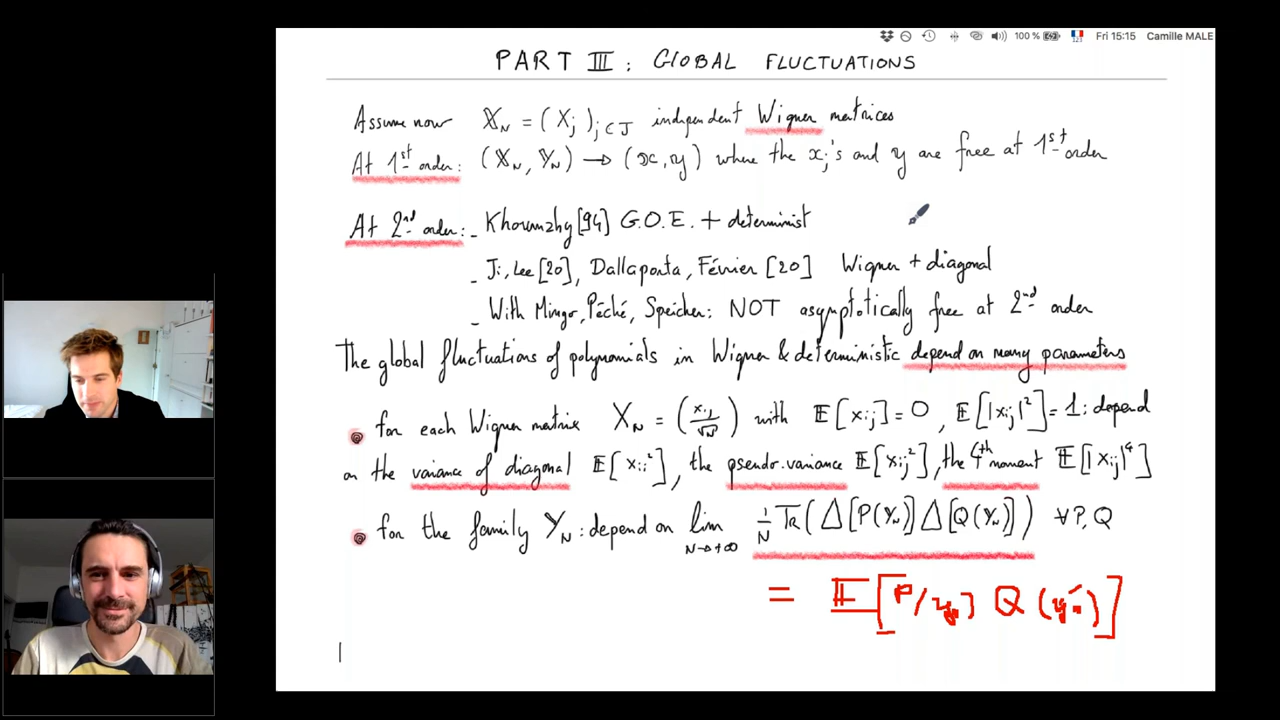 100 % Fri 15:15 Camille MALE
PART III : GLOBAL FLUCTUATIONS
Assume now 𝕏_N = (X_j)_{j∈J} independent Wigner matrices
At 1st order: (𝕏_N, 𝕐_N) → (x, y) where the x_j's and y are free at 1st order
At 2nd order: - Khorunzhy [94] G.O.E. + determinist
- Ji, Lee [20], Dallaporta, Février [20] Wigner + diagonal
- With Mingo, Péché, Speicher: NOT asymptotically free at 2nd order
The global fluctuations of polynomials in Wigner & deterministic depend on many parameters
for each Wigner matrix X_N = (x_ij/√N) with 𝔼[x_ij] = 0, 𝔼[|x_ij|²] = 1: depend
on the variance of diagonal 𝔼[x_ii²], the pseudo-variance 𝔼[x_ij²], the 4th moment 𝔼[|x_ij|⁴]
for the family 𝕐_N: depend on lim_{N→+∞} 1/N Tr(Δ[P(𝕐_N)]Δ[Q(𝕐_N)]) ∀P, Q